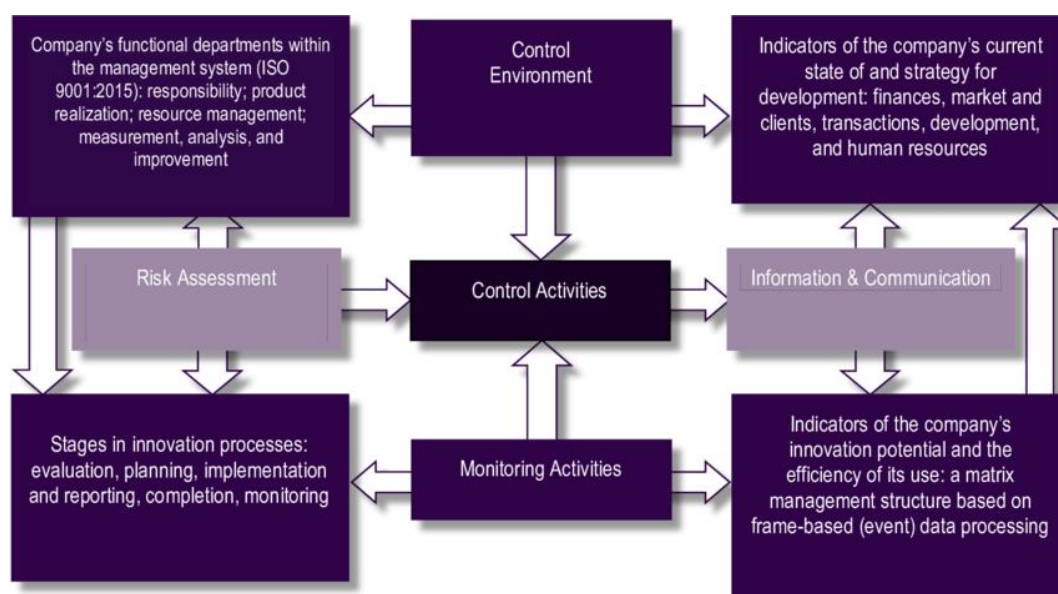 Company's functional departments within
the management system (ISO
9001:2015): responsibility; product
realization; resource management;
measurement, analysis, and
improvement
Control
Environment
Indicators of the company's current
state of and strategy for
development: finances, market and
clients, transactions, development,
and human resources
Risk Assessment
Control Activities
Information & Communication
Stages in innovation processes:
evaluation, planning, implementation
and reporting, completion, monitoring
Monitoring Activities
Indicators of the company's
innovation potential and the
efficiency of its use: a matrix
management structure based on
frame-based (event) data processing